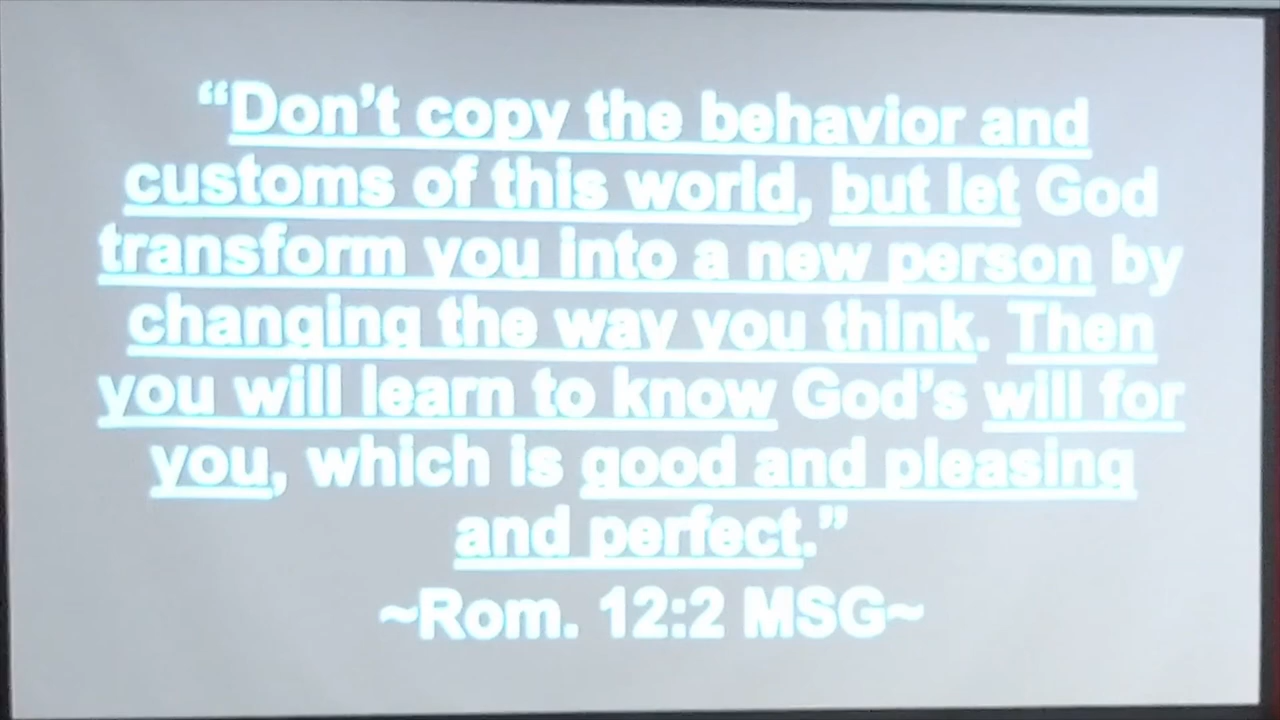 “Don’t copy the behavior and
customs of this world, but let God
transform you into a new person by
changing the way you think. Then
you will learn to know God’s will for
you, which is good and pleasing
and perfect.”
~Rom. 12:2 MSG~